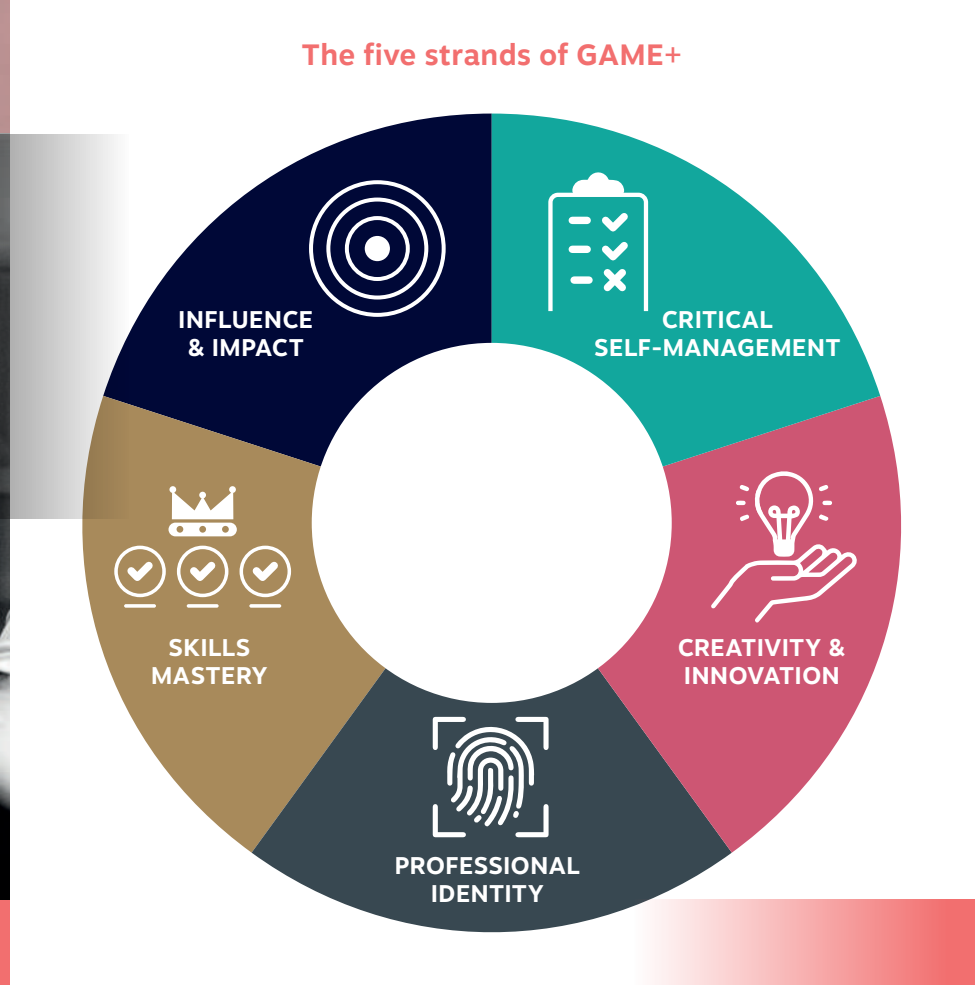 The five strands of GAME+
INFLUENCE
& IMPACT
CRITICAL
SELF-MANAGEMENT
SKILLS
MASTERY
CREATIVITY &
INNOVATION
PROFESSIONAL
IDENTITY